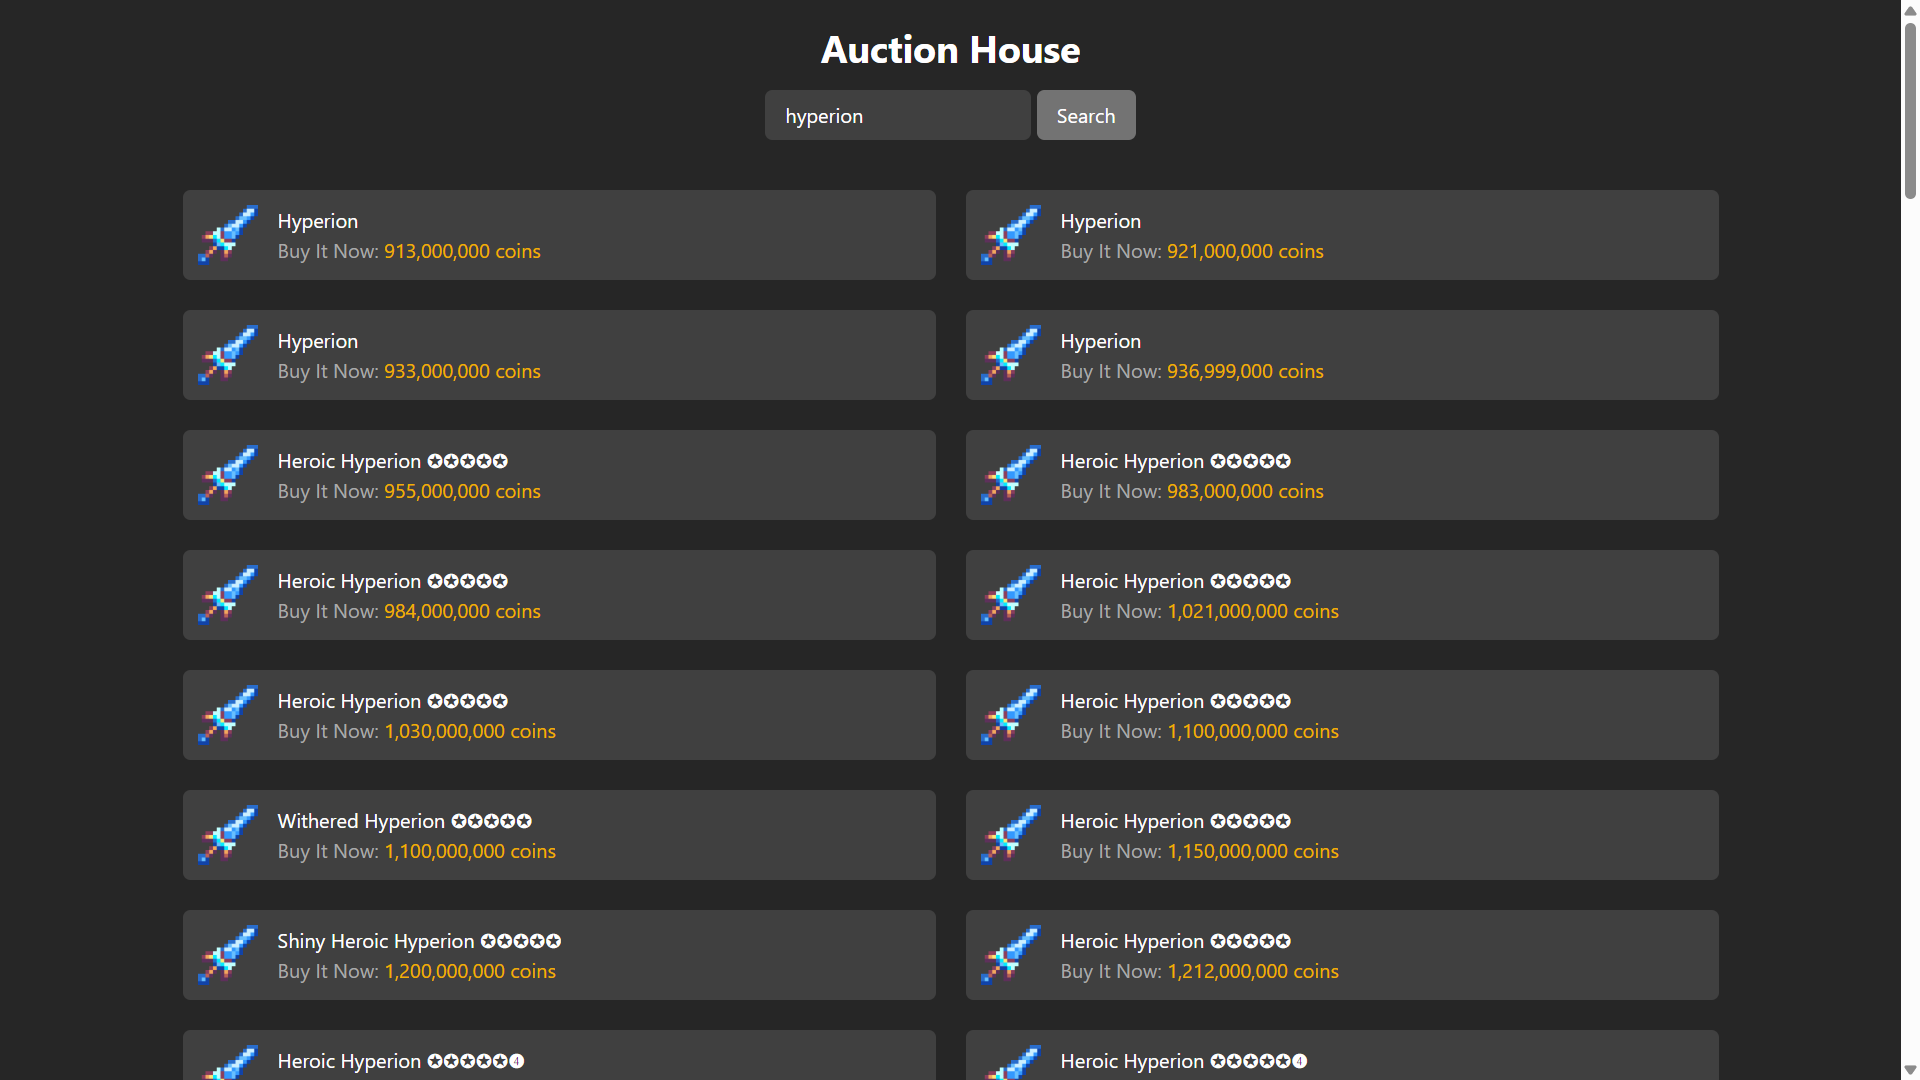 Auction House
hyperion
Search
Hyperion
Buy It Now: 913,000,000 coins
Hyperion
Buy It Now: 921,000,000 coins
Hyperion
Buy It Now: 933,000,000 coins
Hyperion
Buy It Now: 936,999,000 coins
Heroic Hyperion ✪✪✪✪✪
Buy It Now: 955,000,000 coins
Heroic Hyperion ✪✪✪✪✪
Buy It Now: 983,000,000 coins
Heroic Hyperion ✪✪✪✪✪
Buy It Now: 984,000,000 coins
Heroic Hyperion ✪✪✪✪✪
Buy It Now: 1,021,000,000 coins
Heroic Hyperion ✪✪✪✪✪
Buy It Now: 1,030,000,000 coins
Heroic Hyperion ✪✪✪✪✪
Buy It Now: 1,100,000,000 coins
Withered Hyperion ✪✪✪✪✪
Buy It Now: 1,100,000,000 coins
Heroic Hyperion ✪✪✪✪✪
Buy It Now: 1,150,000,000 coins
Shiny Heroic Hyperion ✪✪✪✪✪
Buy It Now: 1,200,000,000 coins
Heroic Hyperion ✪✪✪✪✪
Buy It Now: 1,212,000,000 coins
Heroic Hyperion ✪✪✪✪✪➍
Heroic Hyperion ✪✪✪✪✪➍